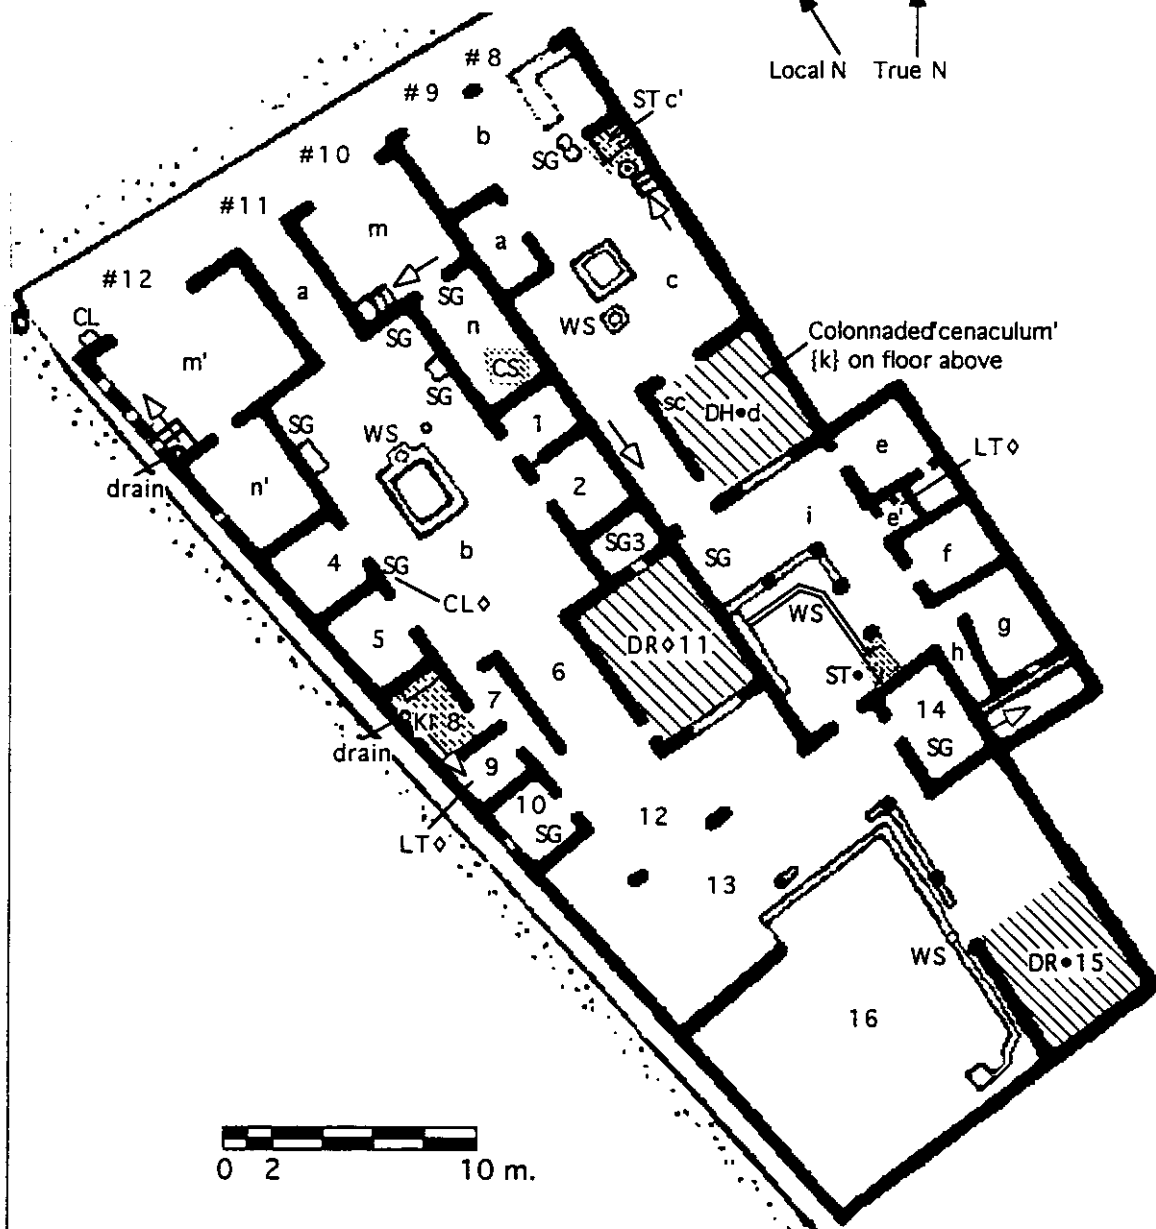 Local N True N
#8
#9
ST c'
b
#10
SG
#11
m
a
#12
a
c
SG
CL
WS
n
SG
Colonnaded 'cenaculum'
{k} on floor above
m'
CS
SG
sc
DH•d
SG
1
e
WS
LT◊
drain
n'
2
i
e'
SG3
b
f
4
SG
SG
CL◊
WS
5
DR◊11
g
6
h
ST•
7
14
8
drain
SG
9
10
12
SG
LT◊
13
WS
DR•15
16
0 2 10 m.